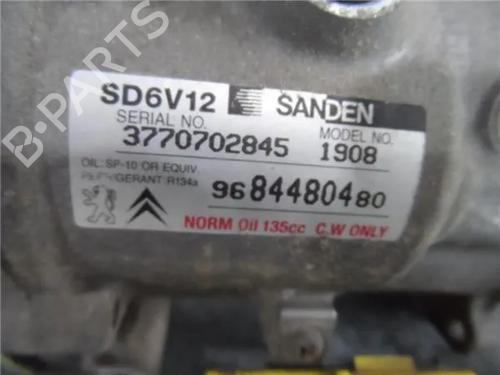 B-PARTS
SD6V12 SANDEN
SERIAL NO. MODEL NO.
3770702845 1908
OIL: SP-10 OR EQUIV.
REFRIGERANT: R134a
9684480480
NORM Oil 135cc C.W ONLY